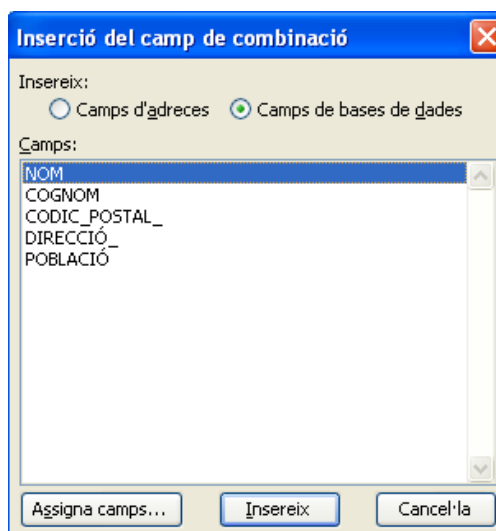 Inserció del camp de combinació
Insereix:
Camps d'adreces Camps de bases de dades
Camps:
NOM
COGNOM
CODIC_POSTAL_
DIRECCIÓ_
POBLACIÓ
Assigna camps... Insereix Cancel·la